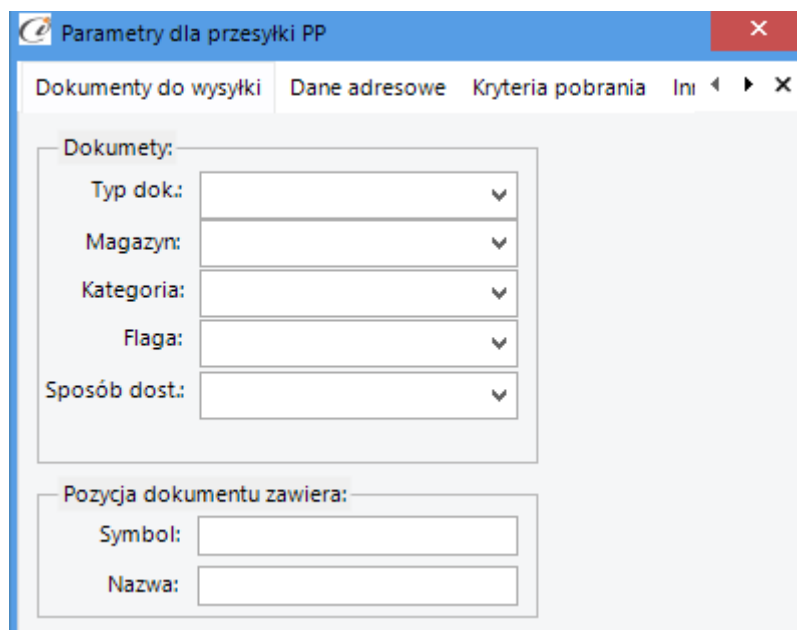 Parametry dla przesyłki PP
Dokumenty do wysyłki Dane adresowe Kryteria pobrania
Dokumety:
Typ dok.:
Magazyn:
Kategoria:
Flaga:
Sposób dost.:
Pozycja dokumentu zawiera:
Symbol:
Nazwa: